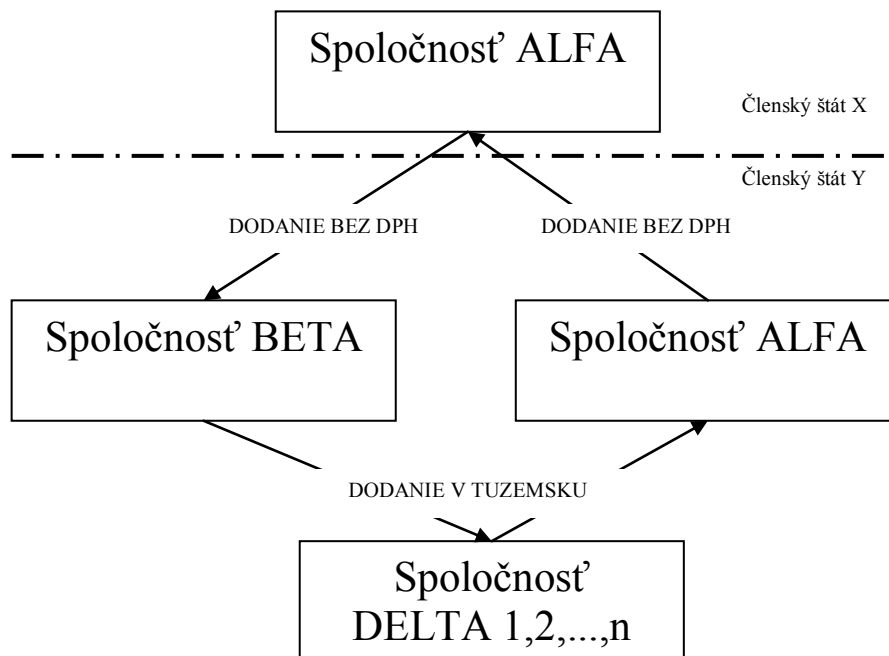 Spoločnosť ALFA
Členský štát X
Členský štát Y
DODANIE BEZ DPH
DODANIE BEZ DPH
Spoločnosť BETA
Spoločnosť ALFA
DODANIE V TUZEMSKU
Spoločnosť
DELTA 1,2,...,n